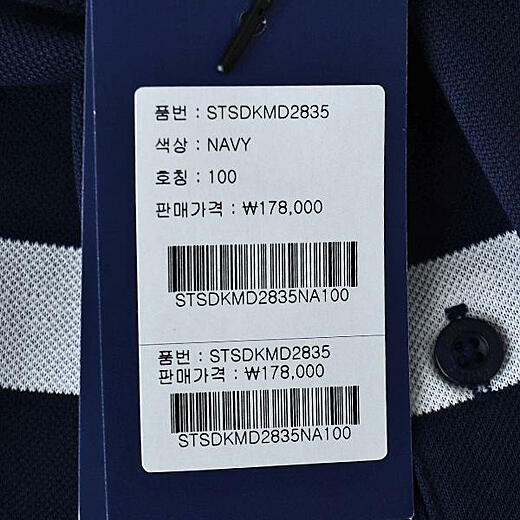 품번 : STSDKMD2835
색상 : NAVY
호칭 : 100
판매가격 : ₩178,000
STSDKMD2835NA100
품번 : STSDKMD2835
판매가격 : ₩178,000
STSDKMD2835NA100